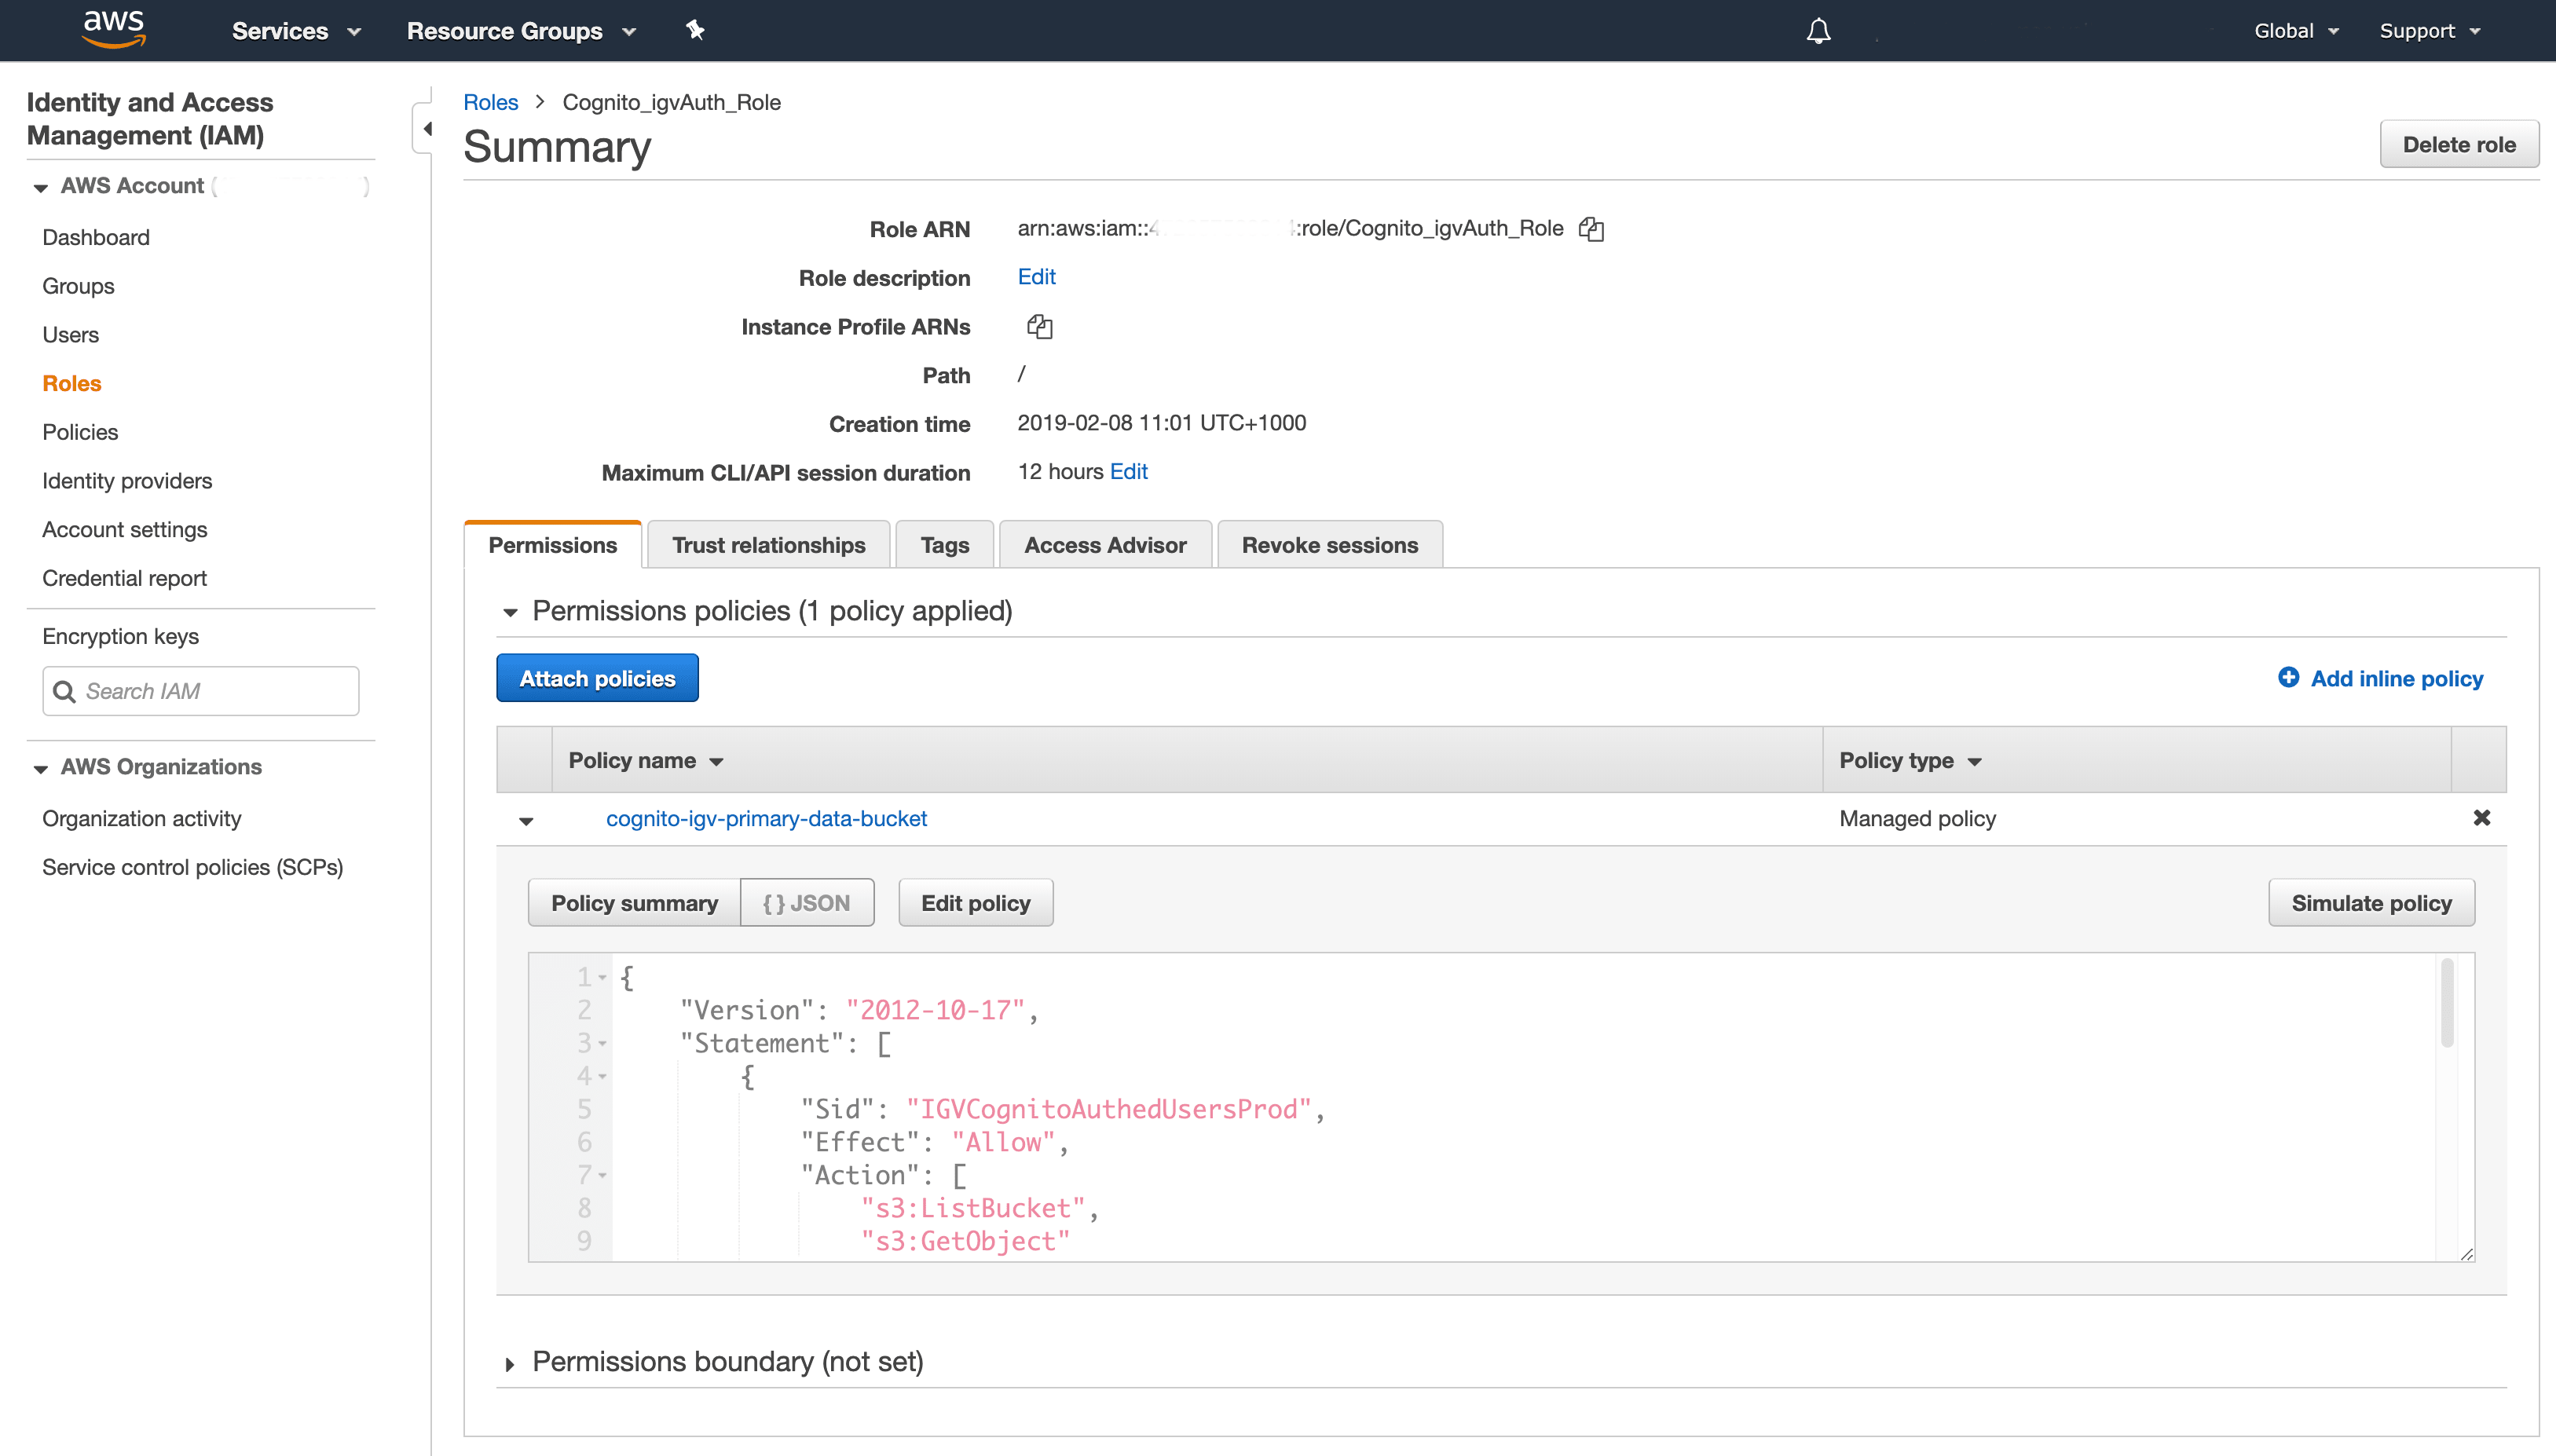 aws Services Resource Groups Global Support
Identity and Access
Management (IAM)
AWS Account ( )
Dashboard
Groups
Users
Roles
Policies
Identity providers
Account settings
Credential report
Encryption keys
Search IAM
AWS Organizations
Organization activity
Service control policies (SCPs)
Roles > Cognito_igvAuth_Role
Summary
Delete role
Role ARN arn:aws:iam:: :role/Cognito_igvAuth_Role
Role description Edit
Instance Profile ARNs
Path /
Creation time 2019-02-08 11:01 UTC+1000
Maximum CLI/API session duration 12 hours Edit
Permissions Trust relationships Tags Access Advisor Revoke sessions
Permissions policies (1 policy applied)
Attach policies Add inline policy
Policy name Policy type
cognito-igv-primary-data-bucket Managed policy
Policy summary { } JSON Edit policy Simulate policy
1 {
2 "Version": "2012-10-17",
3 "Statement": [
4 {
5 "Sid": "IGVCognitoAuthedUsersProd",
6 "Effect": "Allow",
7 "Action": [
8 "s3:ListBucket",
9 "s3:GetObject"
Permissions boundary (not set)